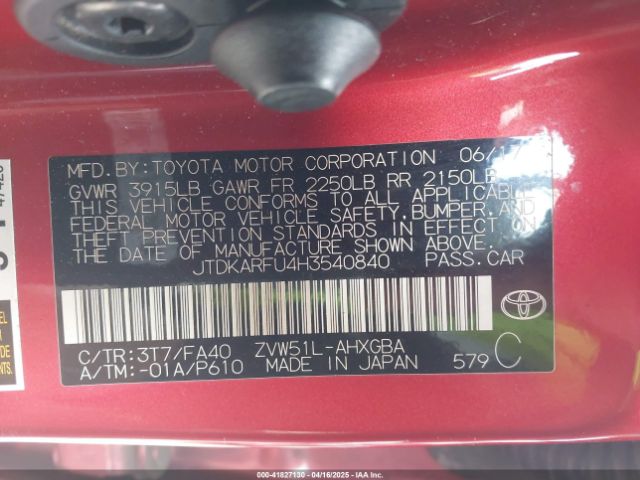 MFD.BY:TOYOTA MOTOR CORPORATION 06/
GVWR 3915LB GAWR FR 2250LB RR 2150LB
THIS VEHICLE CONFORMS TO ALL APPLICABLE
FEDERAL MOTOR VEHICLE SAFETY,BUMPER,AND
THEFT PREVENTION STANDARDS IN EFFECT ON
THE DATE OF MANUFACTURE SHOWN ABOVE.
JTDKARFU4H3540840 PASS.CAR
C/TR:3T7/FA40 ZVW51L-AHXGBA
A/TM:-01A/P610 MADE IN JAPAN 579 C
TOYOTA
000-41827130 - 04/16/2025 - IAAI.COM